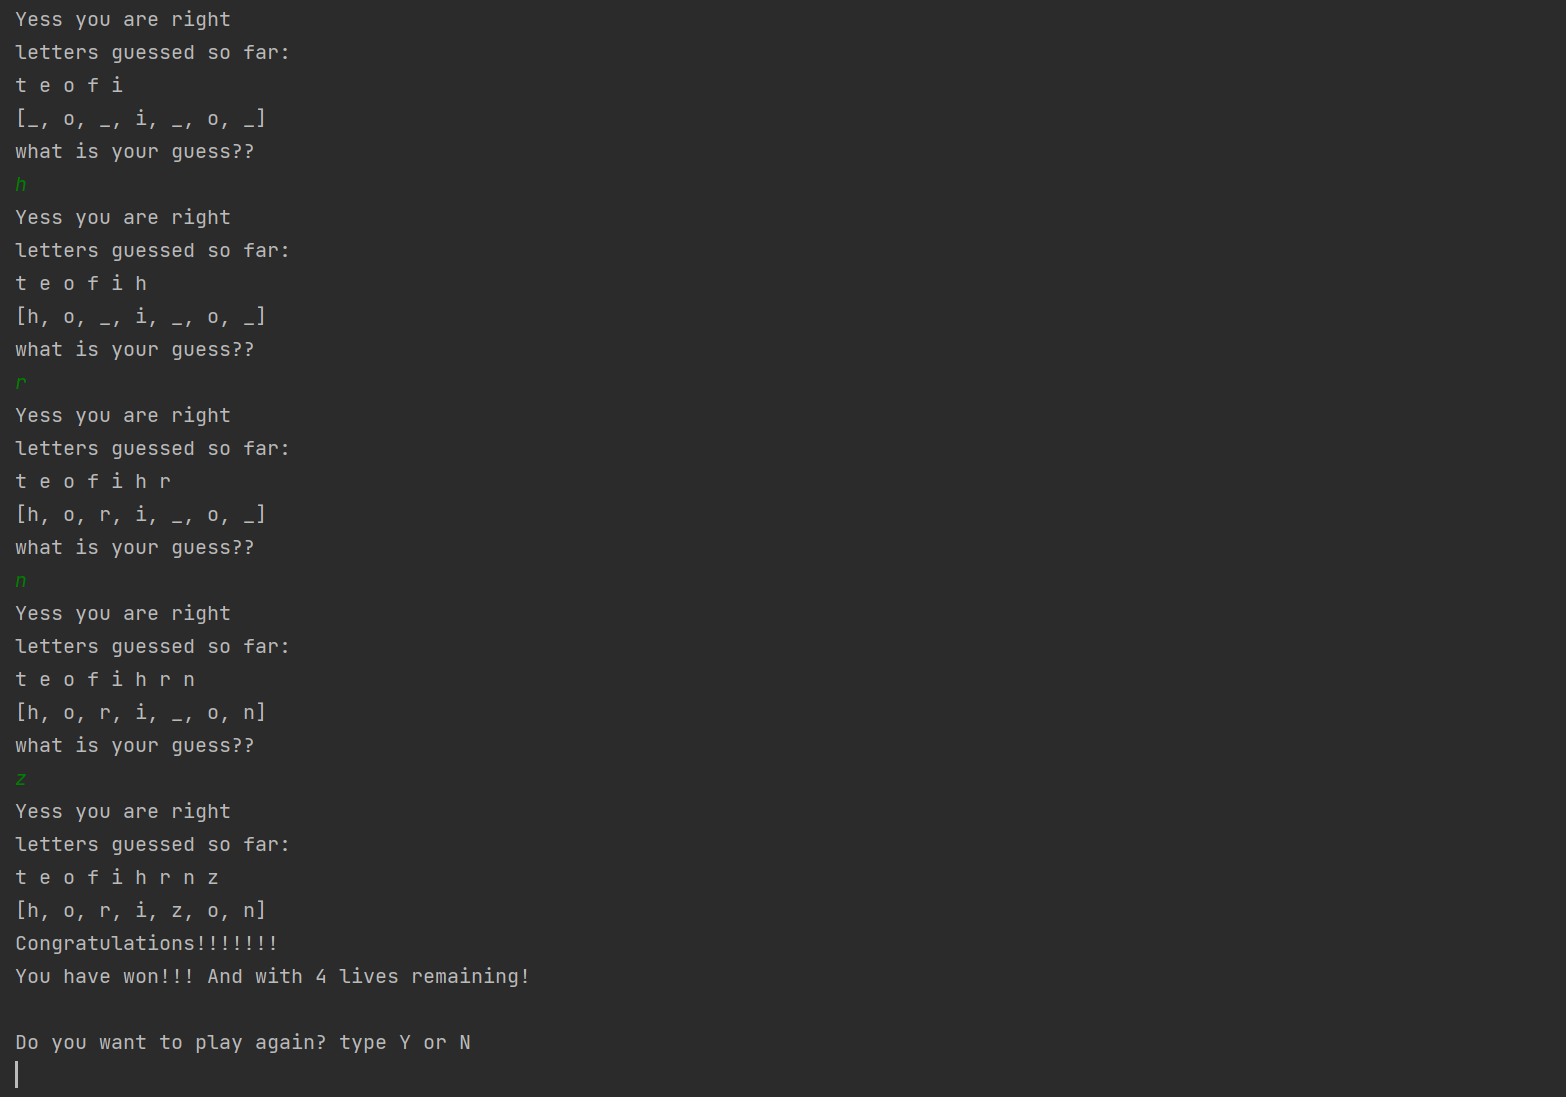 Yess you are right
letters guessed so far:
t e o f i
[_, o, _, i, _, o, _]
what is your guess??
h
Yess you are right
letters guessed so far:
t e o f i h
[h, o, _, i, _, o, _]
what is your guess??
r
Yess you are right
letters guessed so far:
t e o f i h r
[h, o, r, i, _, o, _]
what is your guess??
n
Yess you are right
letters guessed so far:
t e o f i h r n
[h, o, r, i, _, o, n]
what is your guess??
z
Yess you are right
letters guessed so far:
t e o f i h r n z
[h, o, r, i, z, o, n]
Congratulations!!!!!!!
You have won!!! And with 4 lives remaining!
Do you want to play again? type Y or N